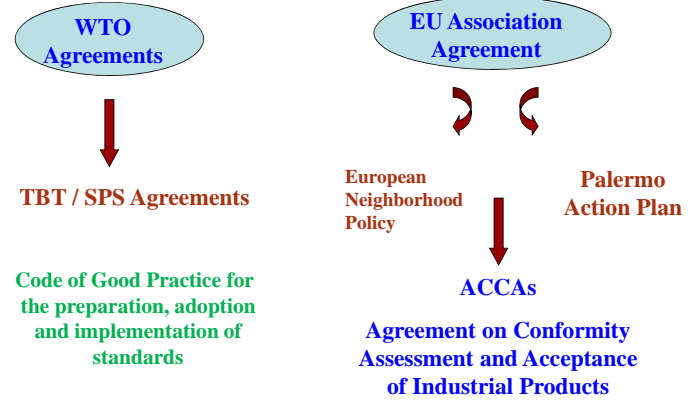 WTO
Agreements
TBT / SPS Agreements
Code of Good Practice for
the preparation, adoption
and implementation of
standards
EU Association
Agreement
European
Neighborhood
Policy
Palermo
Action Plan
ACCAs
Agreement on Conformity
Assessment and Acceptance
of Industrial Products